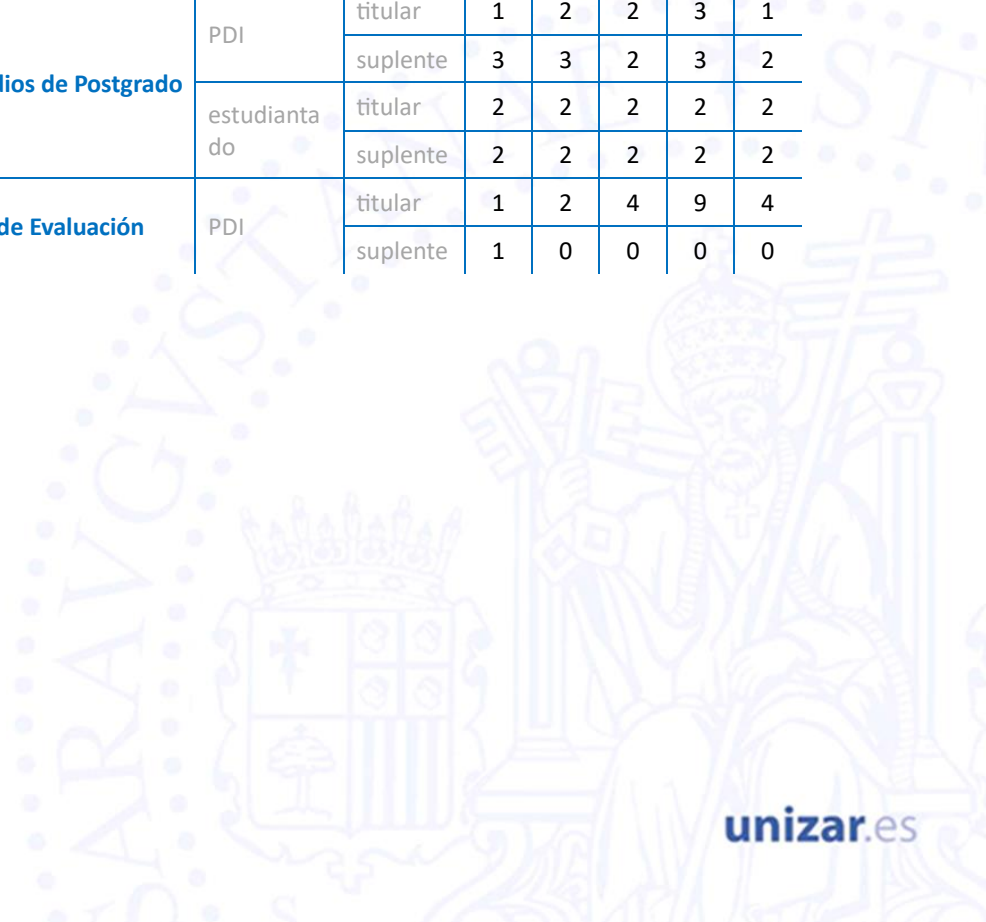 titular 1 2 2 3 1
PDI
suplente 3 3 2 3 2
dios de Postgrado
titular 2 2 2 2 2
estudianta
do
suplente 2 2 2 2 2
titular 1 2 4 9 4
de Evaluación PDI
suplente 1 0 0 0 0
unizar.es